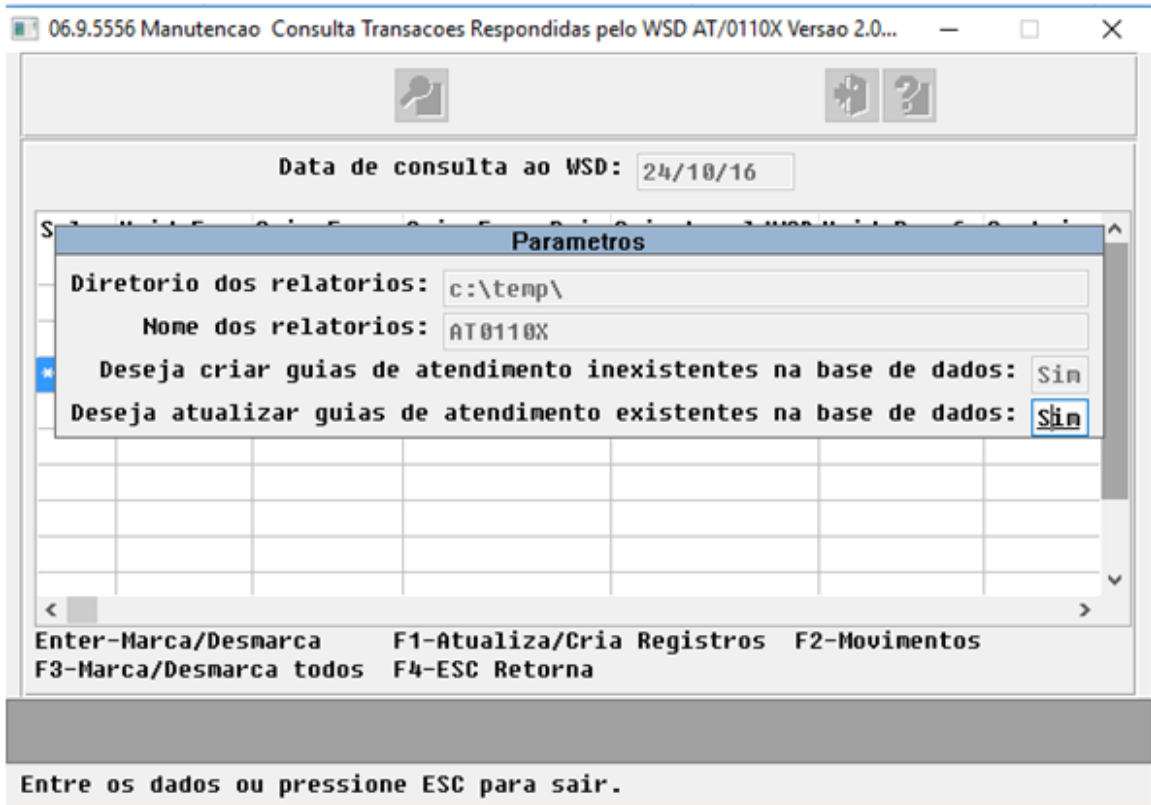 06.9.5556 Manutencao Consulta Transacoes Respondidas pelo WSD AT/0110X Versao 2.0...
Data de consulta ao WSD: 24/10/16
Parametros
Diretorio dos relatorios: c:\temp\
Nome dos relatorios: AT0110X
Deseja criar guias de atendimento inexistentes na base de dados: Sim
Deseja atualizar guias de atendimento existentes na base de dados: Sim
Enter-Marca/Desmarca F1-Atualiza/Cria Registros F2-Movimentos
F3-Marca/Desmarca todos F4-ESC Retorna
Entre os dados ou pressione ESC para sair.